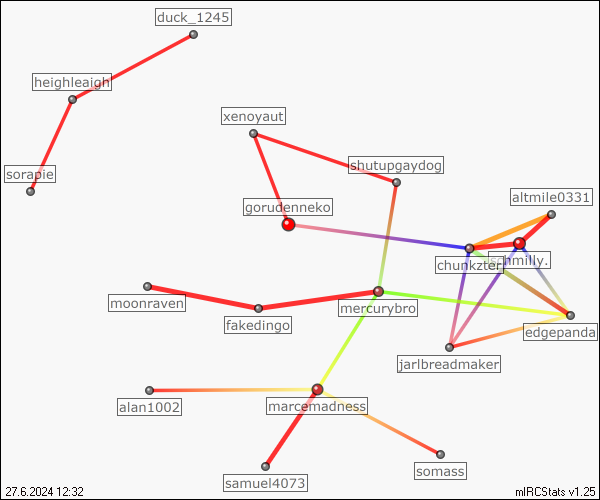 duck_1245
heighleaigh
xenoyaut
shutupgaydog
sorapie
altmile0331
gorudenneko
chunkzter
schmilly.
moonraven
mercurybro
fakedingo
edgepanda
jarlbreadmaker
alan1002
marcemadness
somass
samuel4073
27.6.2024 12:32
mIRCStats v1.25